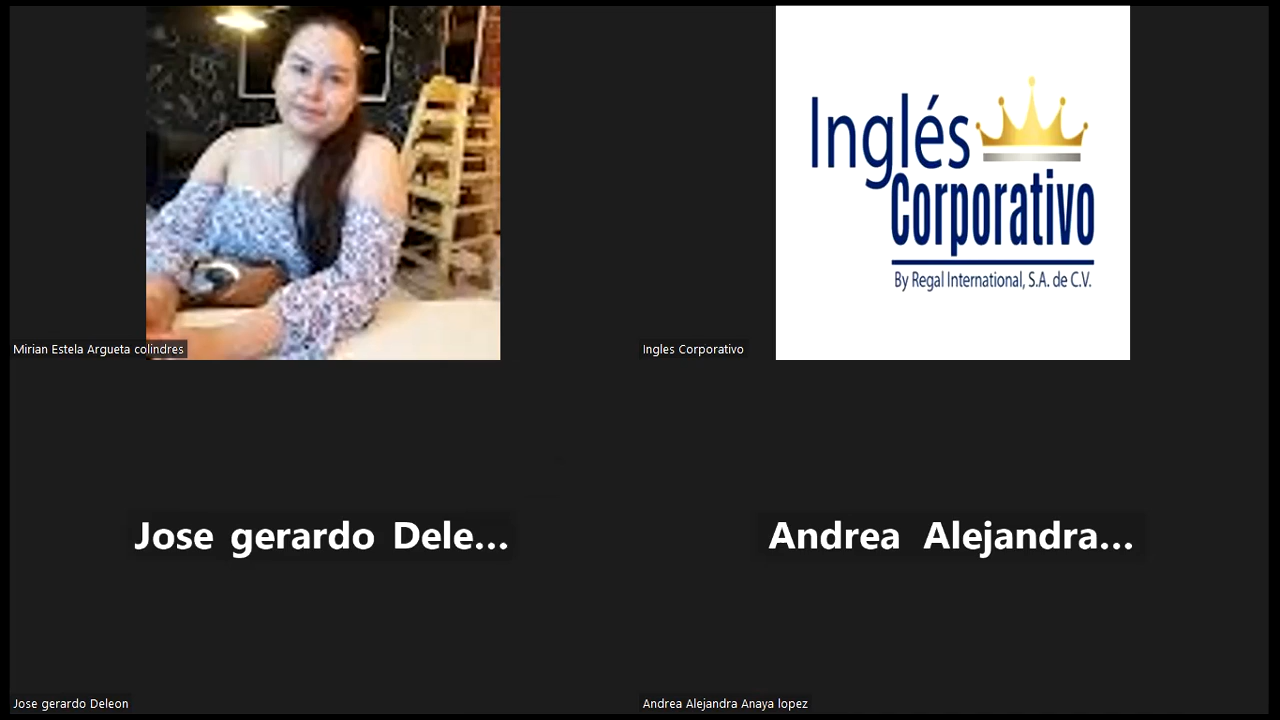 Inglés
Corporativo
By Regal International, S.A. de C.V.
Mirian Estela Argueta colindres
Ingles Corporativo
Jose gerardo Dele...
Andrea Alejandra...
Jose gerardo Deleon
Andrea Alejandra Anaya lopez